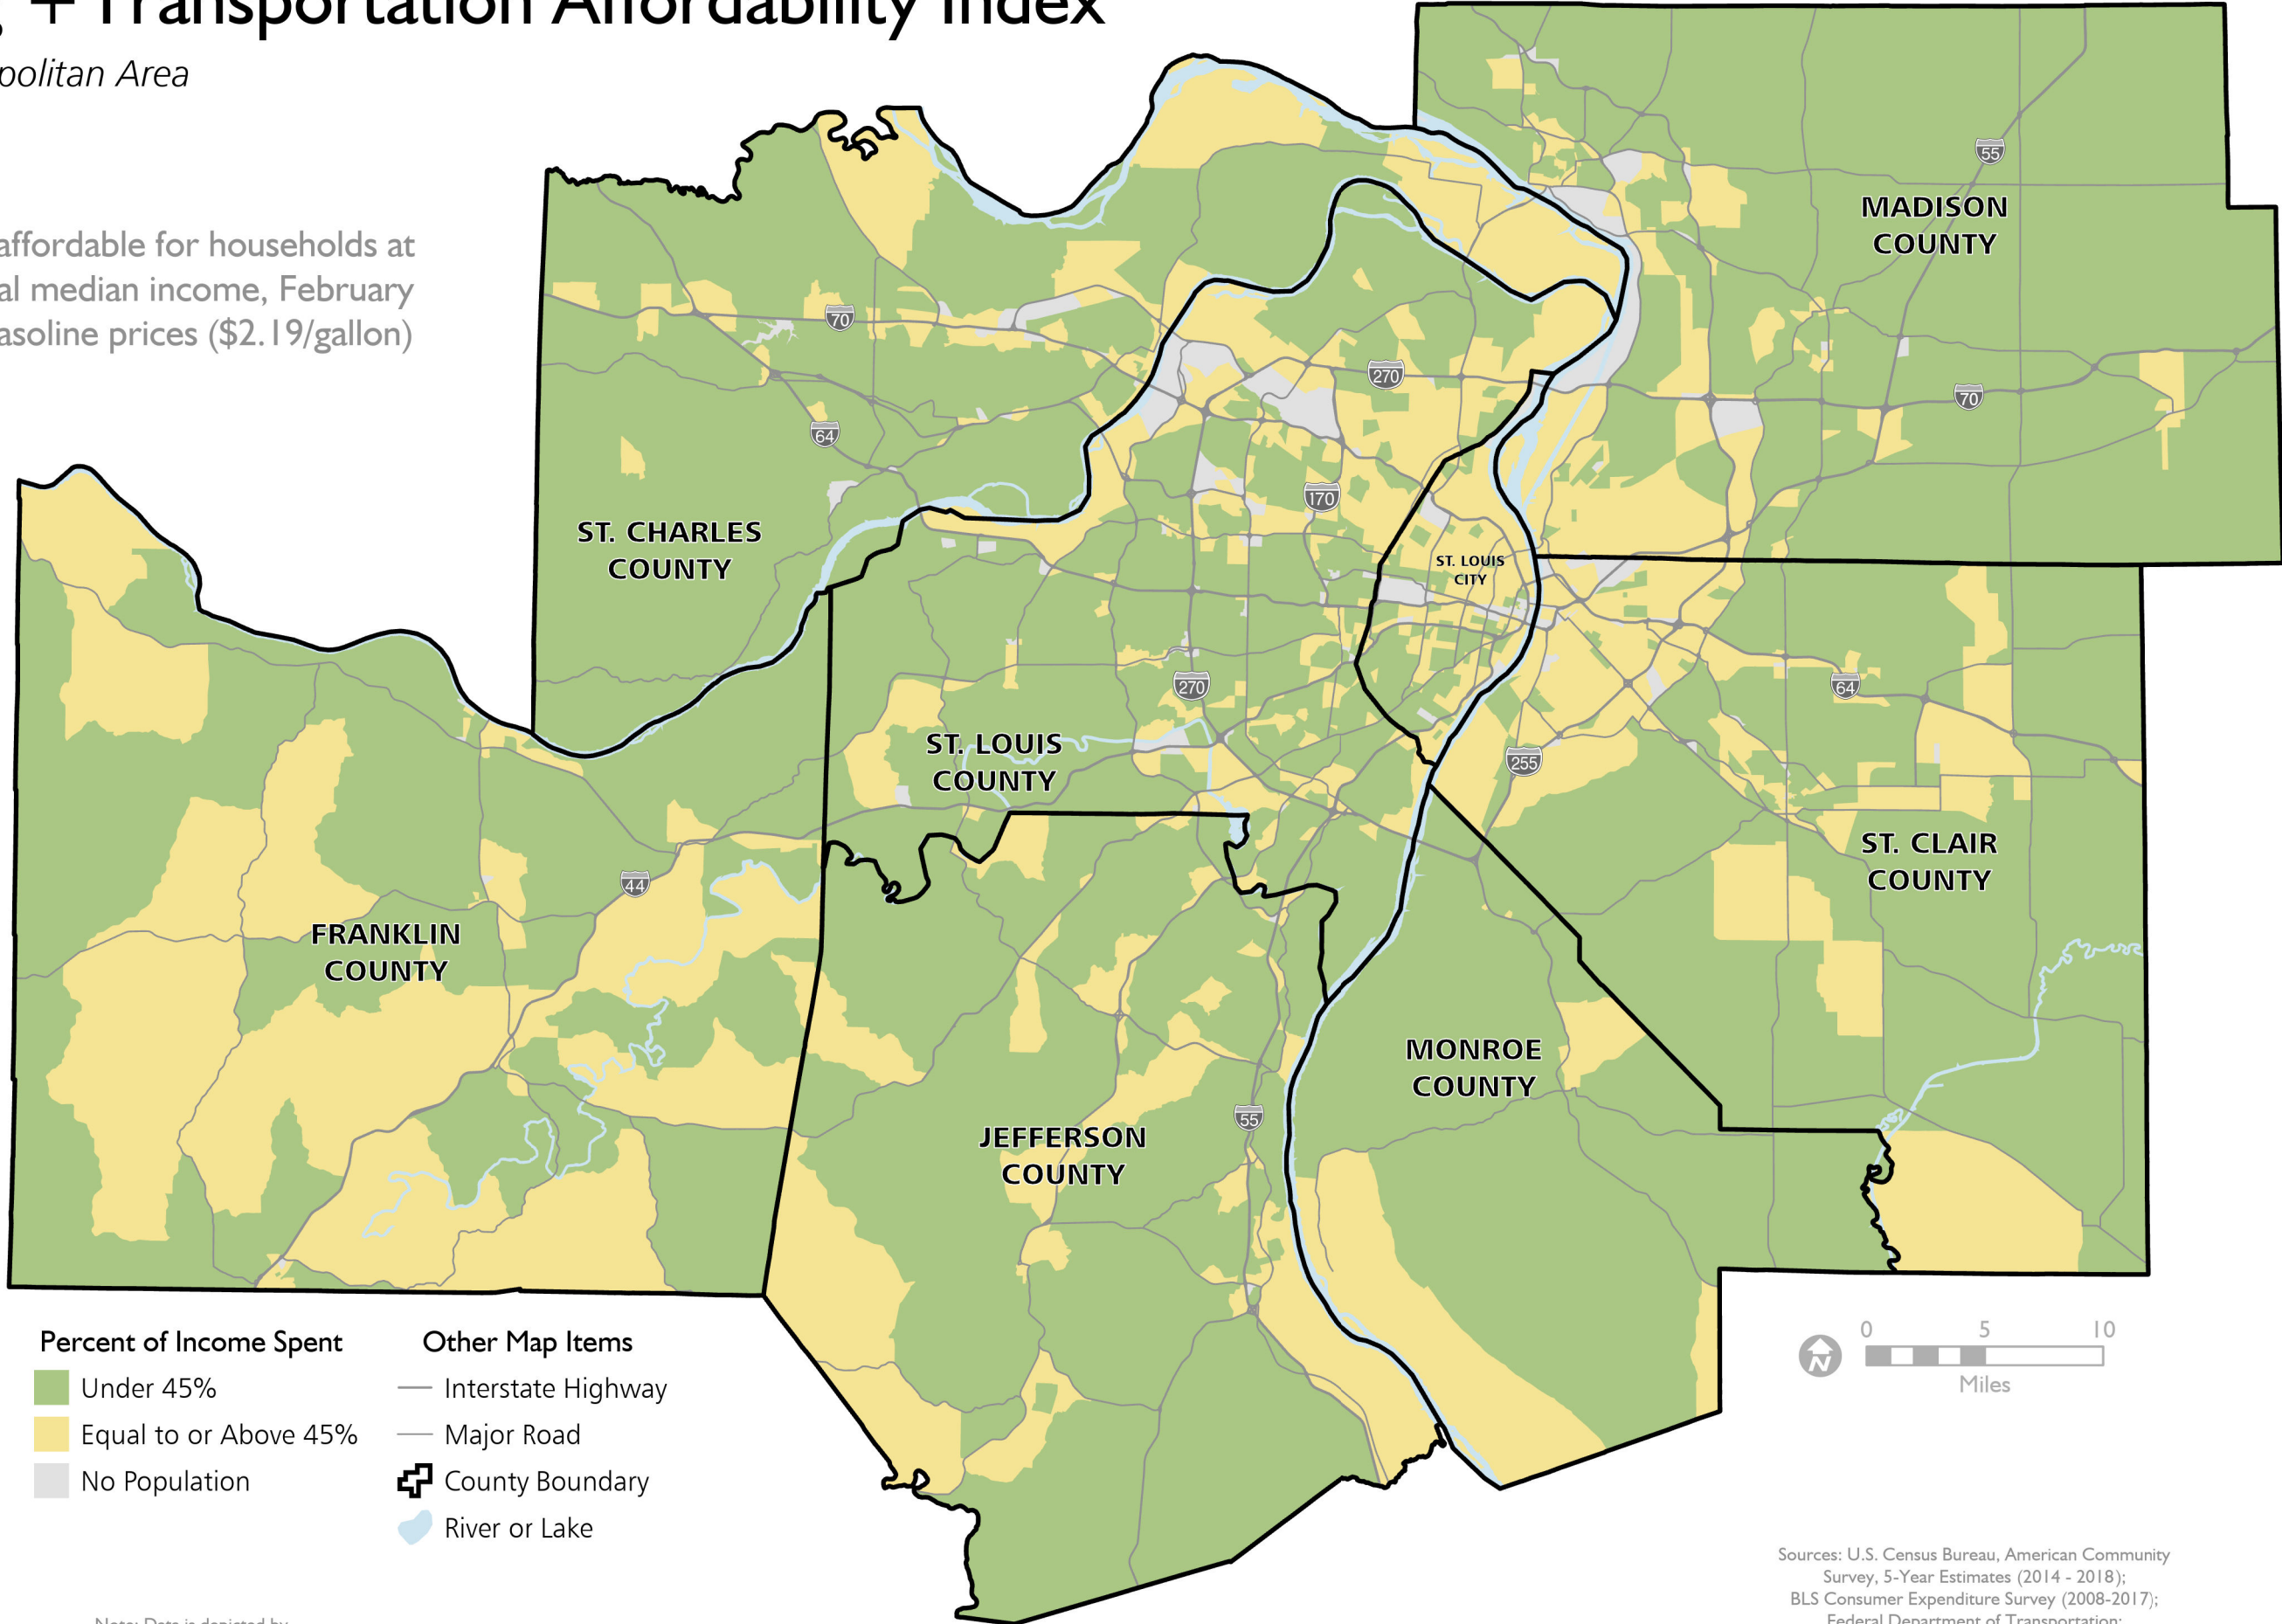 + Transportation Affordability Index
politan Area
affordable for households at
al median income, February
asoline prices ($2.19/gallon)
55
MADISON
COUNTY
70
270
70
64
170
ST. CHARLES
COUNTY
ST. LOUIS
CITY
270
64
ST. LOUIS
COUNTY
255
ST. CLAIR
COUNTY
44
FRANKLIN
COUNTY
MONROE
COUNTY
55
JEFFERSON
COUNTY
Percent of Income Spent
Under 45%
Equal to or Above 45%
No Population
Other Map Items
Interstate Highway
Major Road
County Boundary
River or Lake
N
0 5 10
Miles
Sources: U.S. Census Bureau, American Community
Survey, 5-Year Estimates (2014 - 2018);
BLS Consumer Expenditure Survey (2008-2017);
Federal Department of Transportation;
Note: Data is depicted by